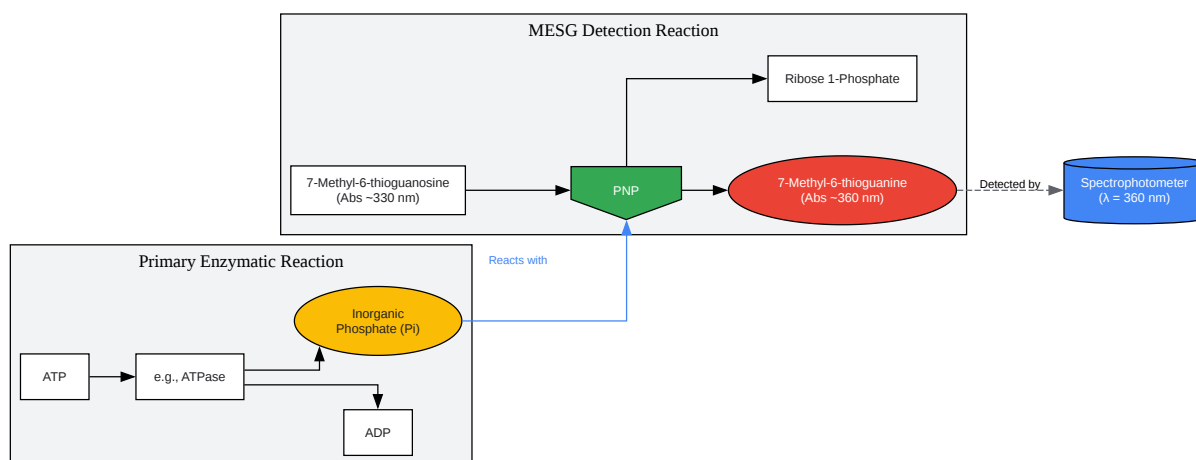 MESG Detection Reaction
Ribose 1-Phosphate
7-Methyl-6-thioguanosine
(Abs ~330 nm)
PNP
7-Methyl-6-thioguanine
(Abs ~360 nm)
Detected by
Spectrophotometer
(λ = 360 nm)
Primary Enzymatic Reaction
Reacts with
Inorganic
Phosphate (Pi)
ATP
e.g., ATPase
ADP